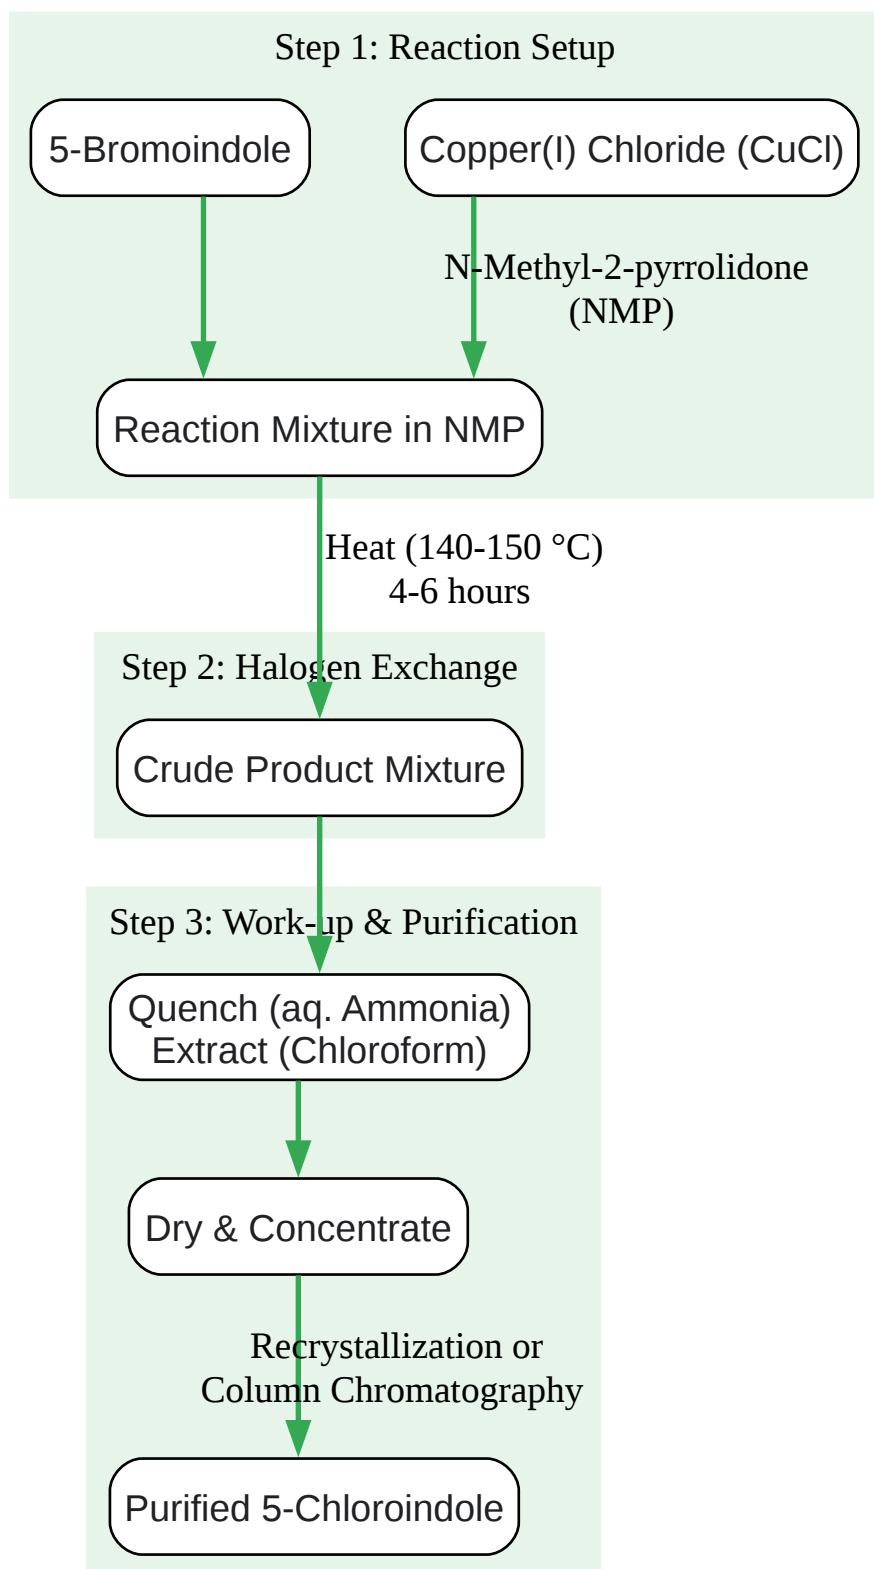 Step 1: Reaction Setup
5-Bromoindole
Copper(I) Chloride (CuCl)
N-Methyl-2-pyrrolidone
(NMP)
Reaction Mixture in NMP
Heat (140-150 °C)
4-6 hours
Step 2: Halogen Exchange
Crude Product Mixture
Step 3: Work-up & Purification
Quench (aq. Ammonia)
Extract (Chloroform)
Dry & Concentrate
Recrystallization or
Column Chromatography
Purified 5-Chloroindole